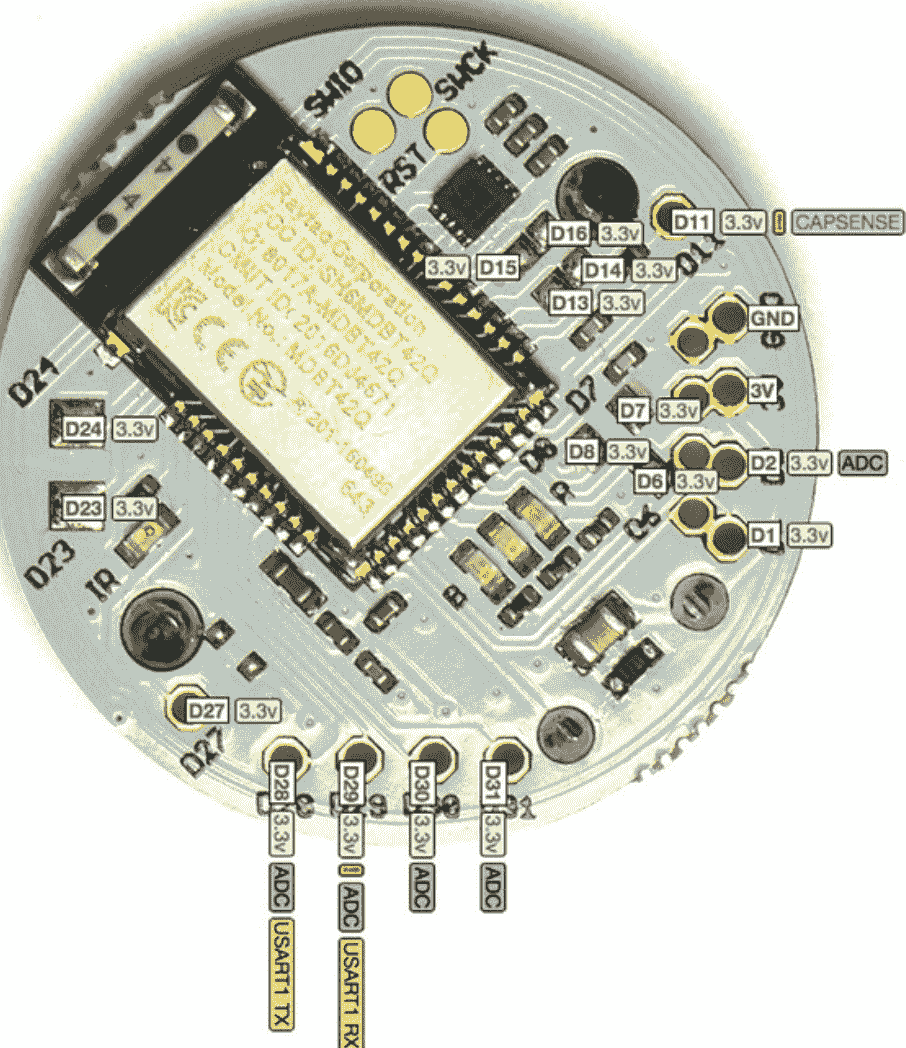 SWIO
SWCK
RST
Raytac Corporation
FCC ID: SH6MDBT42Q
IC: 8017A-MDBT42Q
CMIIT ID: 2016DJ4671
Model No.: MDBT42Q
643
44
D11 3.3v CAPSENSE
D16 3.3v
3.3v D15
D14 3.3v
D13 3.3v
GND
3V
D7
D7 3.3v
D8 3.3v
D2 3.3v ADC
D6 3.3v
D1 3.3v
D24
D24 3.3v
D23 3.3v
D23
IR
R
B
D27 3.3v
D27
D28 3.3v ADC USART1 TX
D29 3.3v ADC USART1 RX
D30 3.3v ADC
D31 3.3v ADC